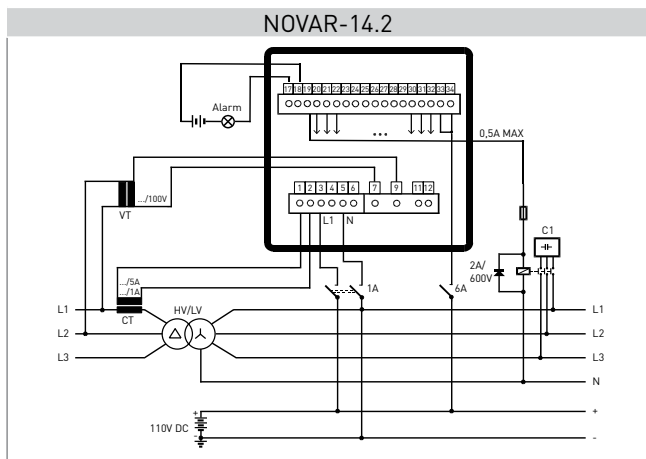 NOVAR-14.2
17 18 19 20 21 22 23 24 25 26 27 28 29 30 31 32 33 34
Alarm
...
0,5A MAX
1 2 3 4 5 6 7 9 11 12
.../100V
VT
L1 N
C1
2A/
600V
.../5A
.../1A
1A
6A
L1 HV/LV L1
CT
L2 L2
L3 L3
N
+ +
110V DC
- -